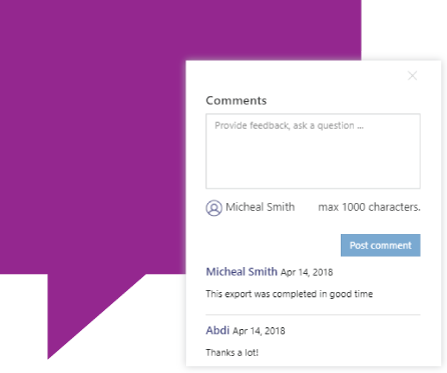 Comments
Provide feedback, ask a question ...
Micheal Smith max 1000 characters.
Post comment
Micheal Smith Apr 14, 2018
This export was completed in good time
Abdi Apr 14, 2018
Thanks a lot!